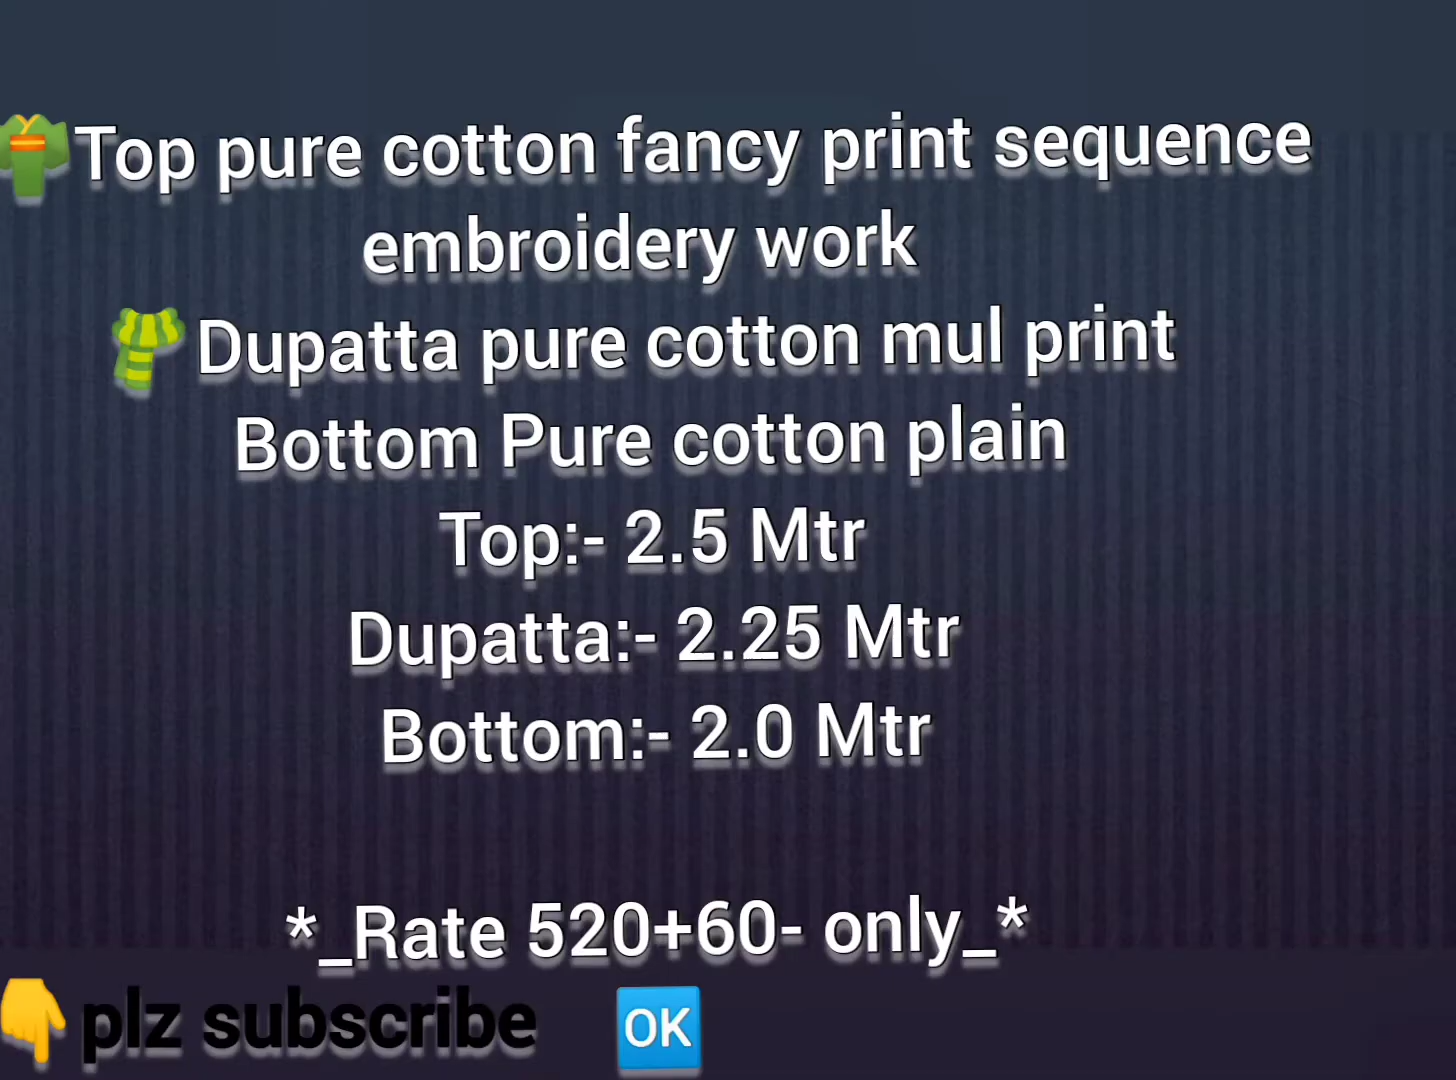 👘Top pure cotton fancy print sequence
embroidery work
🧣Dupatta pure cotton mul print
Bottom Pure cotton plain
Top:- 2.5 Mtr
Dupatta:- 2.25 Mtr
Bottom:- 2.0 Mtr
*_Rate 520+60- only_*
👇plz subscribe 🆗